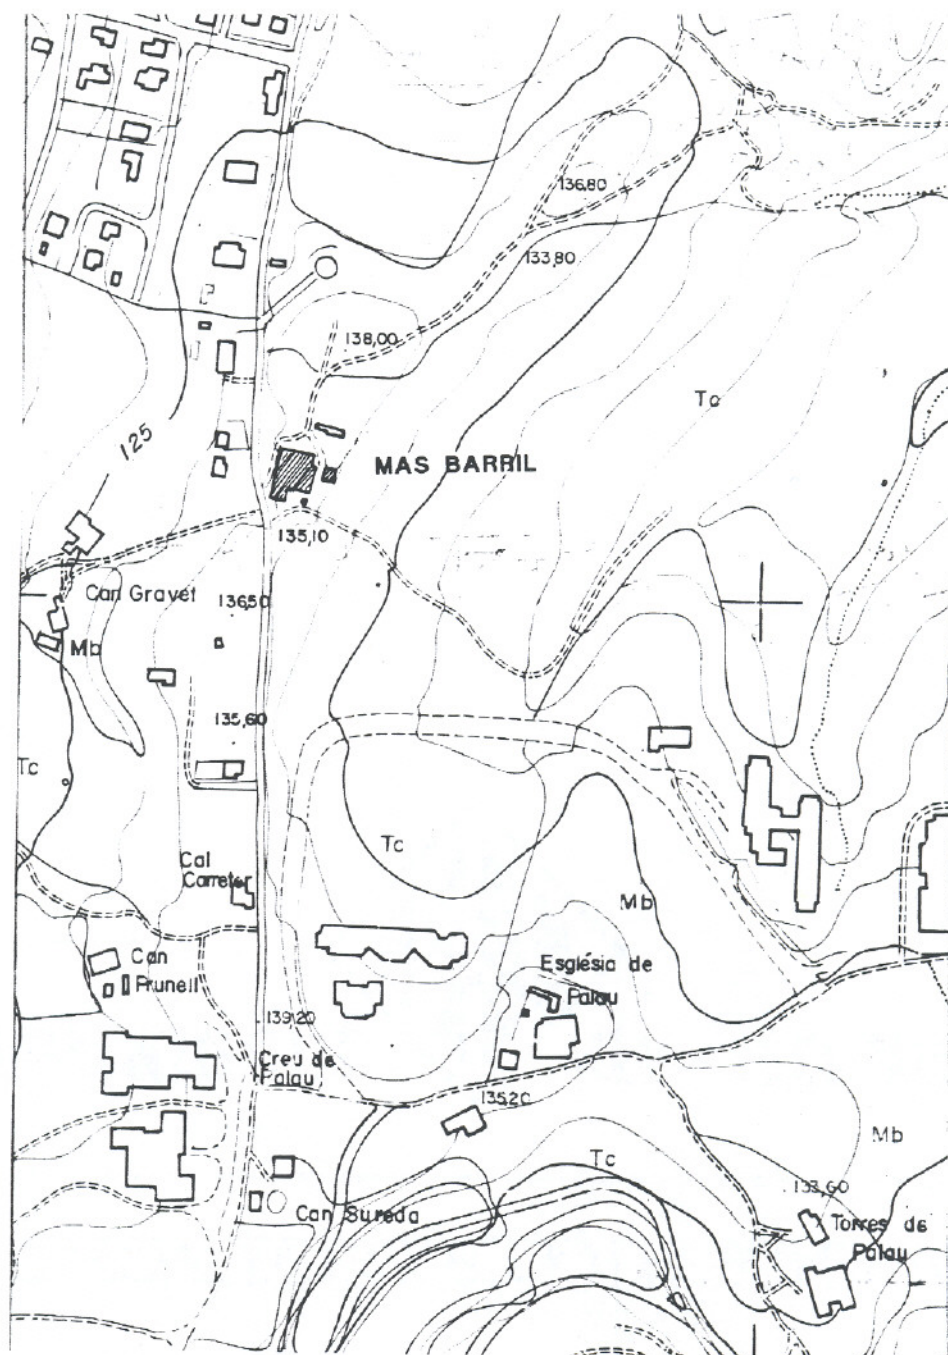 136,80
133,80
138,00
Tc
125
MAS BARRIL
135,10
Can Gravet
136,50
Mb
135,60
Tc
Tc
Cal
Carreter
Mb
Can
Prunell
Església de
Palau
139,20
Creu de
Palau
135,20
Mb
Tc
133,60
Can Sureda
Torres de
Palau